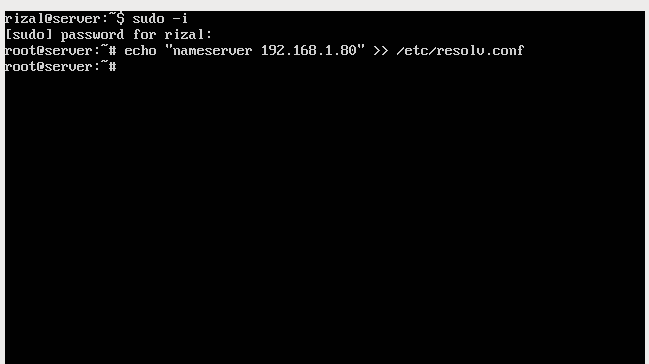 rizal@server:~$ sudo -i
[sudo] password for rizal:
root@server:~# echo "nameserver 192.168.1.80" >> /etc/resolv.conf
root@server:~#